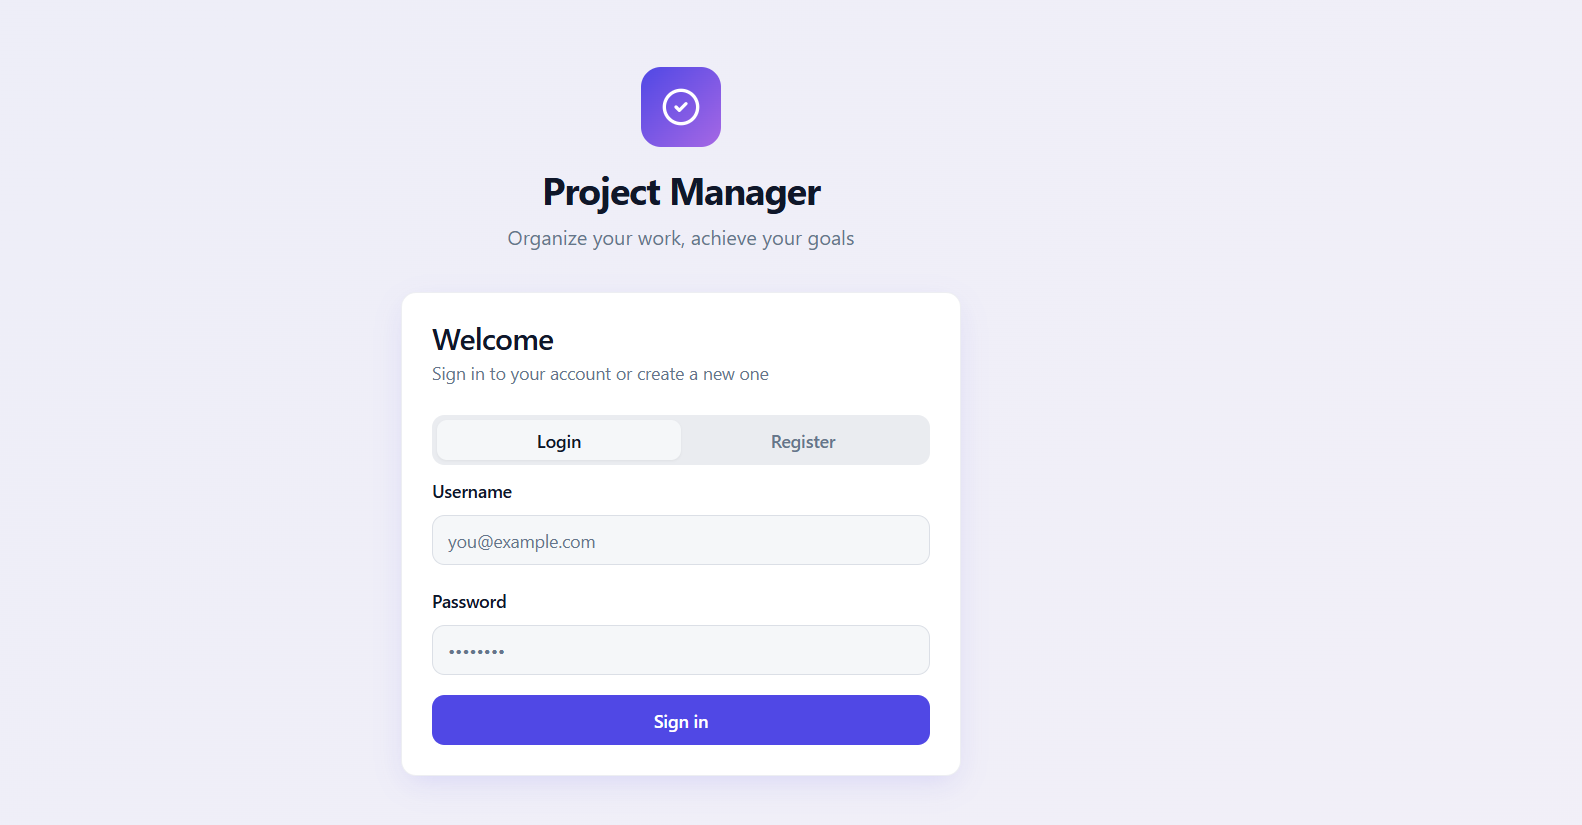 Project Manager
Organize your work, achieve your goals
Welcome
Sign in to your account or create a new one
Login
Register
Username
you@example.com
Password
••••••••
Sign in